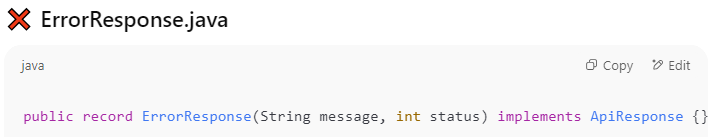 ❌ ErrorResponse.java
java Copy Edit
public record ErrorResponse(String message, int status) implements ApiResponse {}